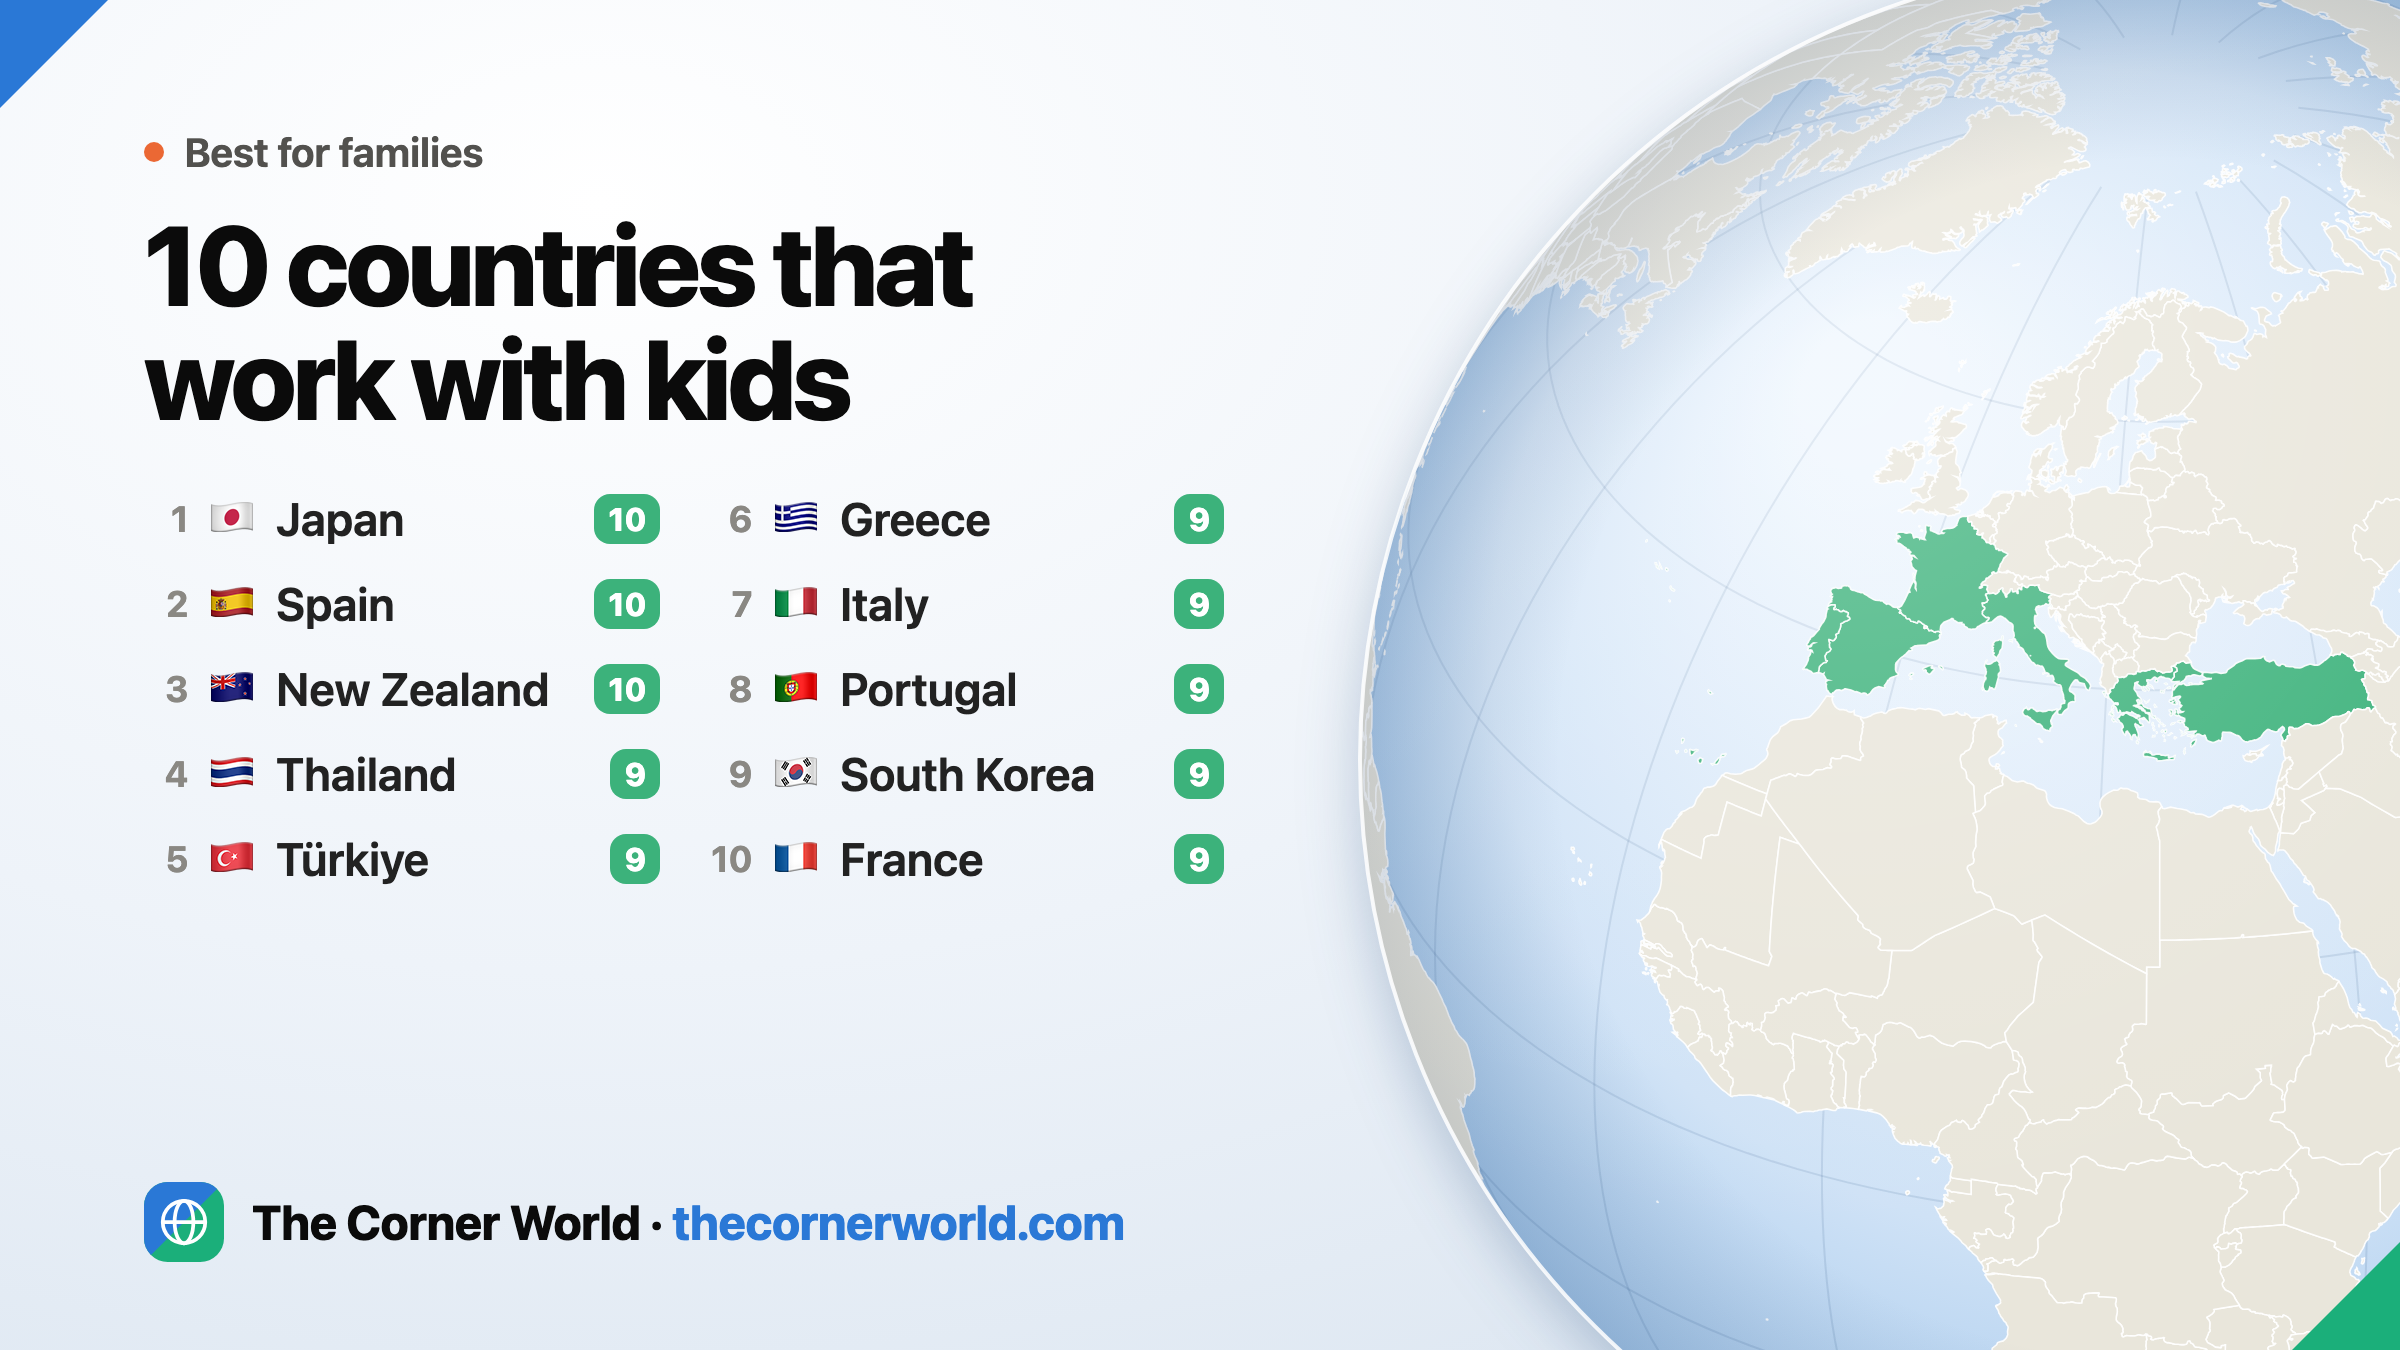 Best for families
10 countries that
work with kids
1 🇯🇵 Japan 10
2 🇪🇸 Spain 10
3 🇳🇿 New Zealand 10
4 🇹🇭 Thailand 9
5 🇹🇷 Türkiye 9
6 🇬🇷 Greece 9
7 🇮🇹 Italy 9
8 🇵🇹 Portugal 9
9 🇰🇷 South Korea 9
10 🇫🇷 France 9
The Corner World · thecornerworld.com